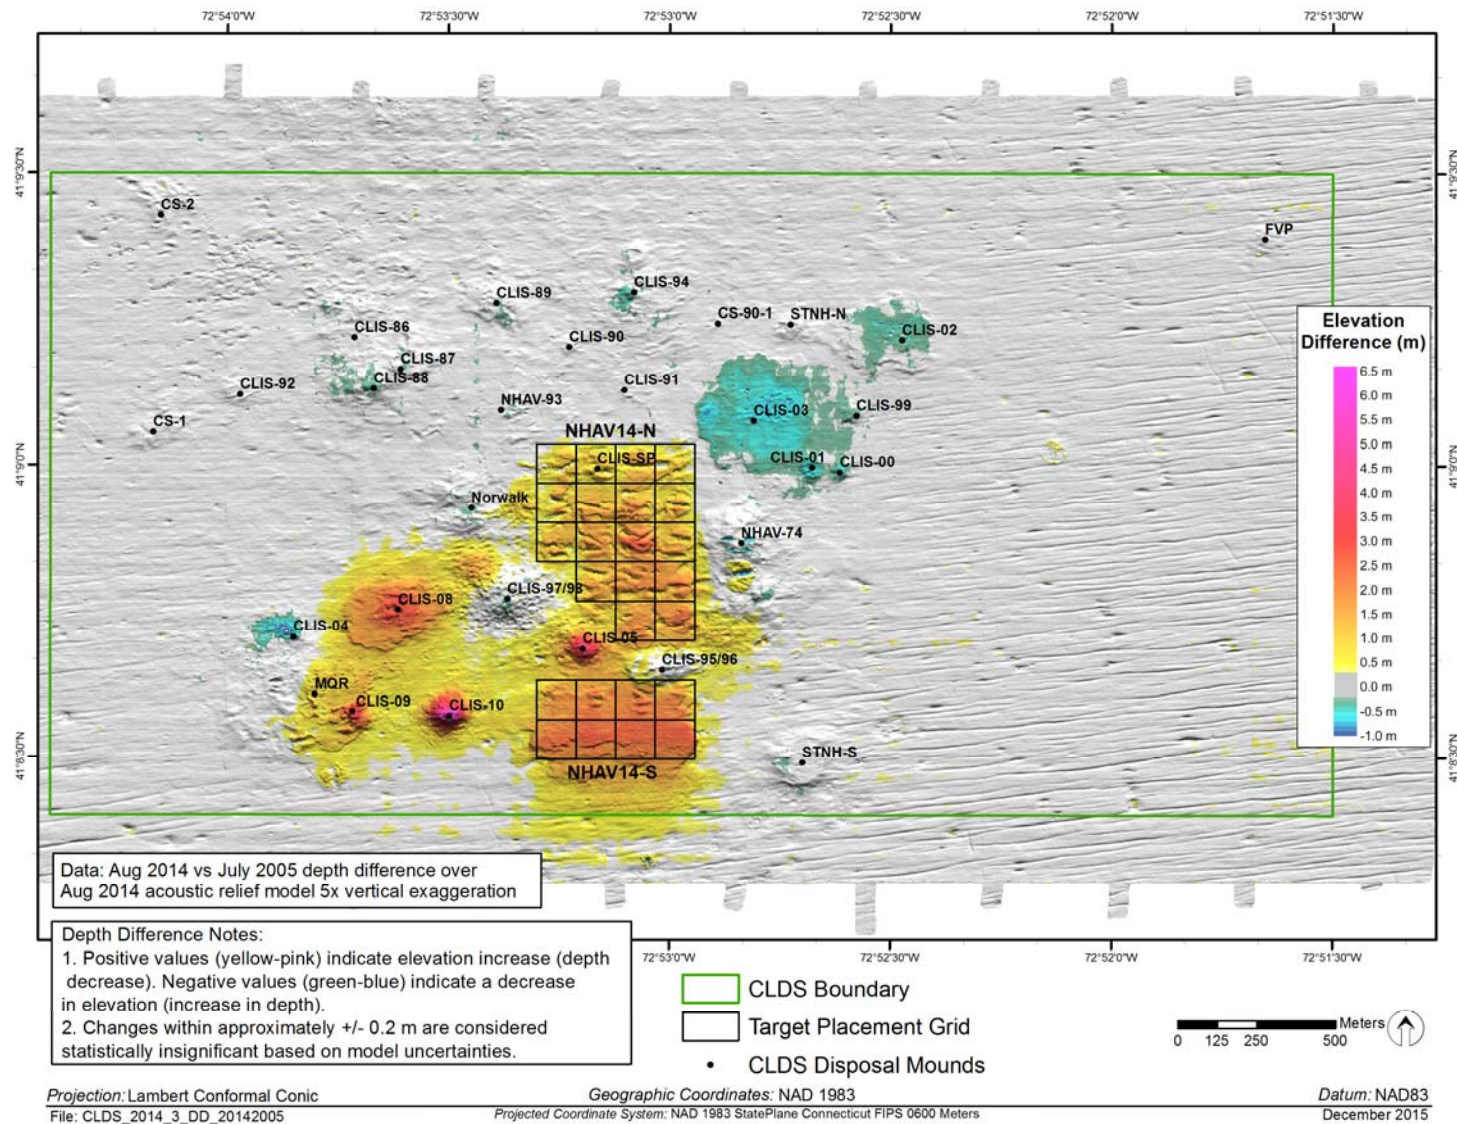 72°54'0"W
72°53'30"W
72°53'0"W
72°52'30"W
72°52'0"W
72°51'30"W
41°9'30"N
41°9'30"N
CS-2
FVP
CLIS-94
CLIS-89
CS-90-1
STNH-N
CLIS-86
CLIS-90
CLIS-02
CLIS-87
CLIS-88
CLIS-92
CLIS-91
NHAV-93
CLIS-03
CLIS-99
CS-1
NHAV14-N
41°9'0"N
41°9'0"N
CLIS-SP
CLIS-01
CLIS-00
Norwalk
NHAV-74
CLIS-97/98
CLIS-08
CLIS-04
CLIS-05
CLIS-95/96
MQR
CLIS-09
CLIS-10
STNH-S
41°8'30"N
41°8'30"N
NHAV14-S
Elevation
Difference (m)
6.5 m
6.0 m
5.0 m
4.5 m
4.0 m
3.5 m
3.0 m
2.5 m
2.0 m
1.5 m
1.0 m
0.5 m
0.0 m
-0.5 m
-1.0 m
Data: Aug 2014 vs July 2005 depth difference over
Aug 2014 acoustic relief model 5x vertical exaggeration
Depth Difference Notes:
1. Positive values (yellow-pink) indicate elevation increase (depth
decrease). Negative values (green-blue) indicate a decrease
in elevation (increase in depth).
2. Changes within approximately +/- 0.2 m are considered
statistically insignificant based on model uncertainties.
72°53'0"W
72°52'30"W
72°52'0"W
72°51'30"W
CLDS Boundary
Target Placement Grid
CLDS Disposal Mounds
Meters
0 125 250 500
Projection: Lambert Conformal Conic
Geographic Coordinates: NAD 1983
Datum: NAD83
File: CLDS_2014_3_DD_20142005
Projected Coordinate System: NAD 1983 StatePlane Connecticut FIPS 0600 Meters
December 2015